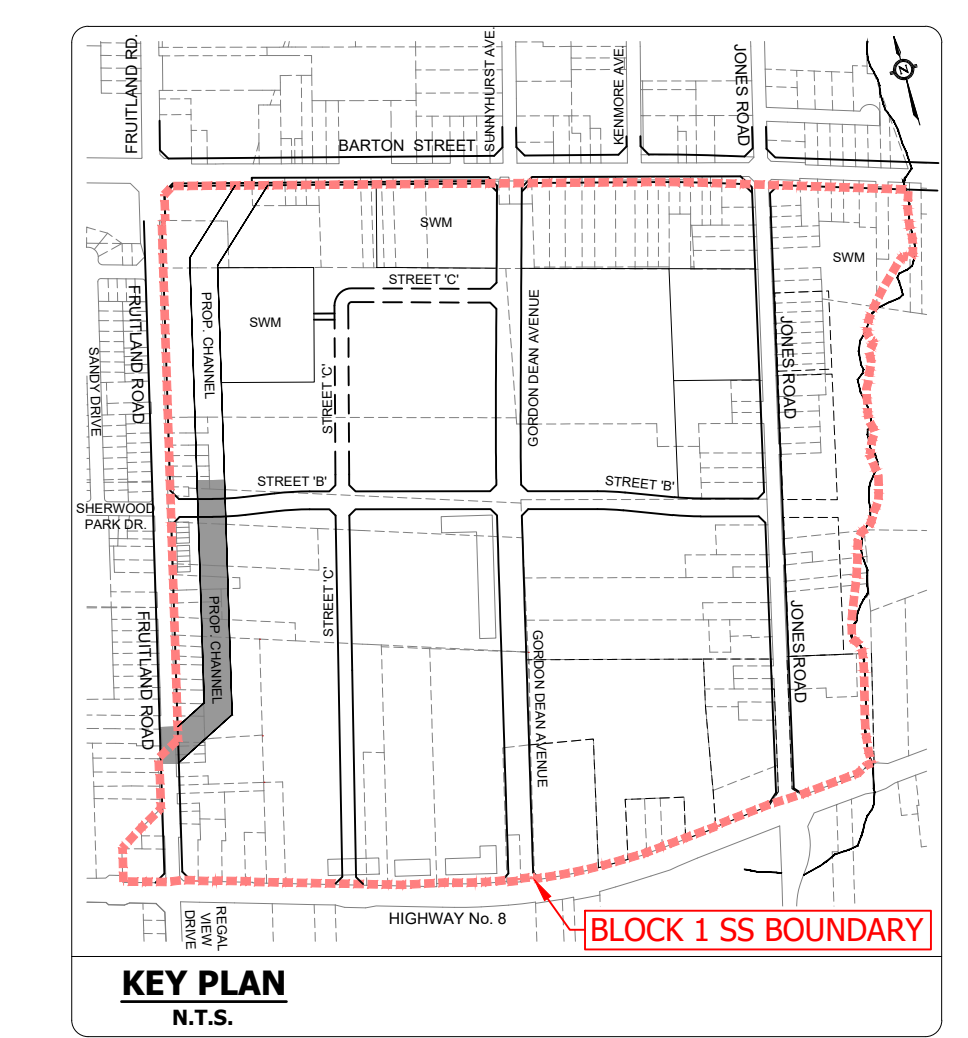 FRUITLAND RD.
SUNNYHURST AVE.
KENMORE AVE.
JONES ROAD
N
BARTON STREET
SWM
SWM
STREET 'C'
SWM
FRUITLAND ROAD
SANDY DRIVE
PROP. CHANNEL
STREET 'C'
GORDON DEAN AVENUE
JONES ROAD
STREET 'B'
STREET 'B'
SHERWOOD
PARK DR.
FRUITLAND ROAD
PROP. CHANNEL
STREET 'C'
GORDON DEAN AVENUE
JONES ROAD
REGAL
VIEW
DRIVE
HIGHWAY No. 8
BLOCK 1 SS BOUNDARY
KEY PLAN
N.T.S.